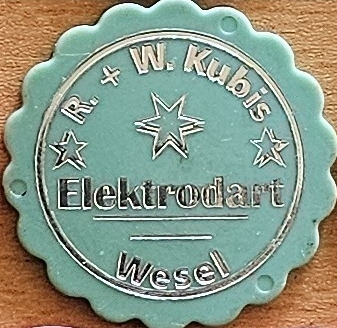 R. + W. Kubis
Elektrodart
Wesel